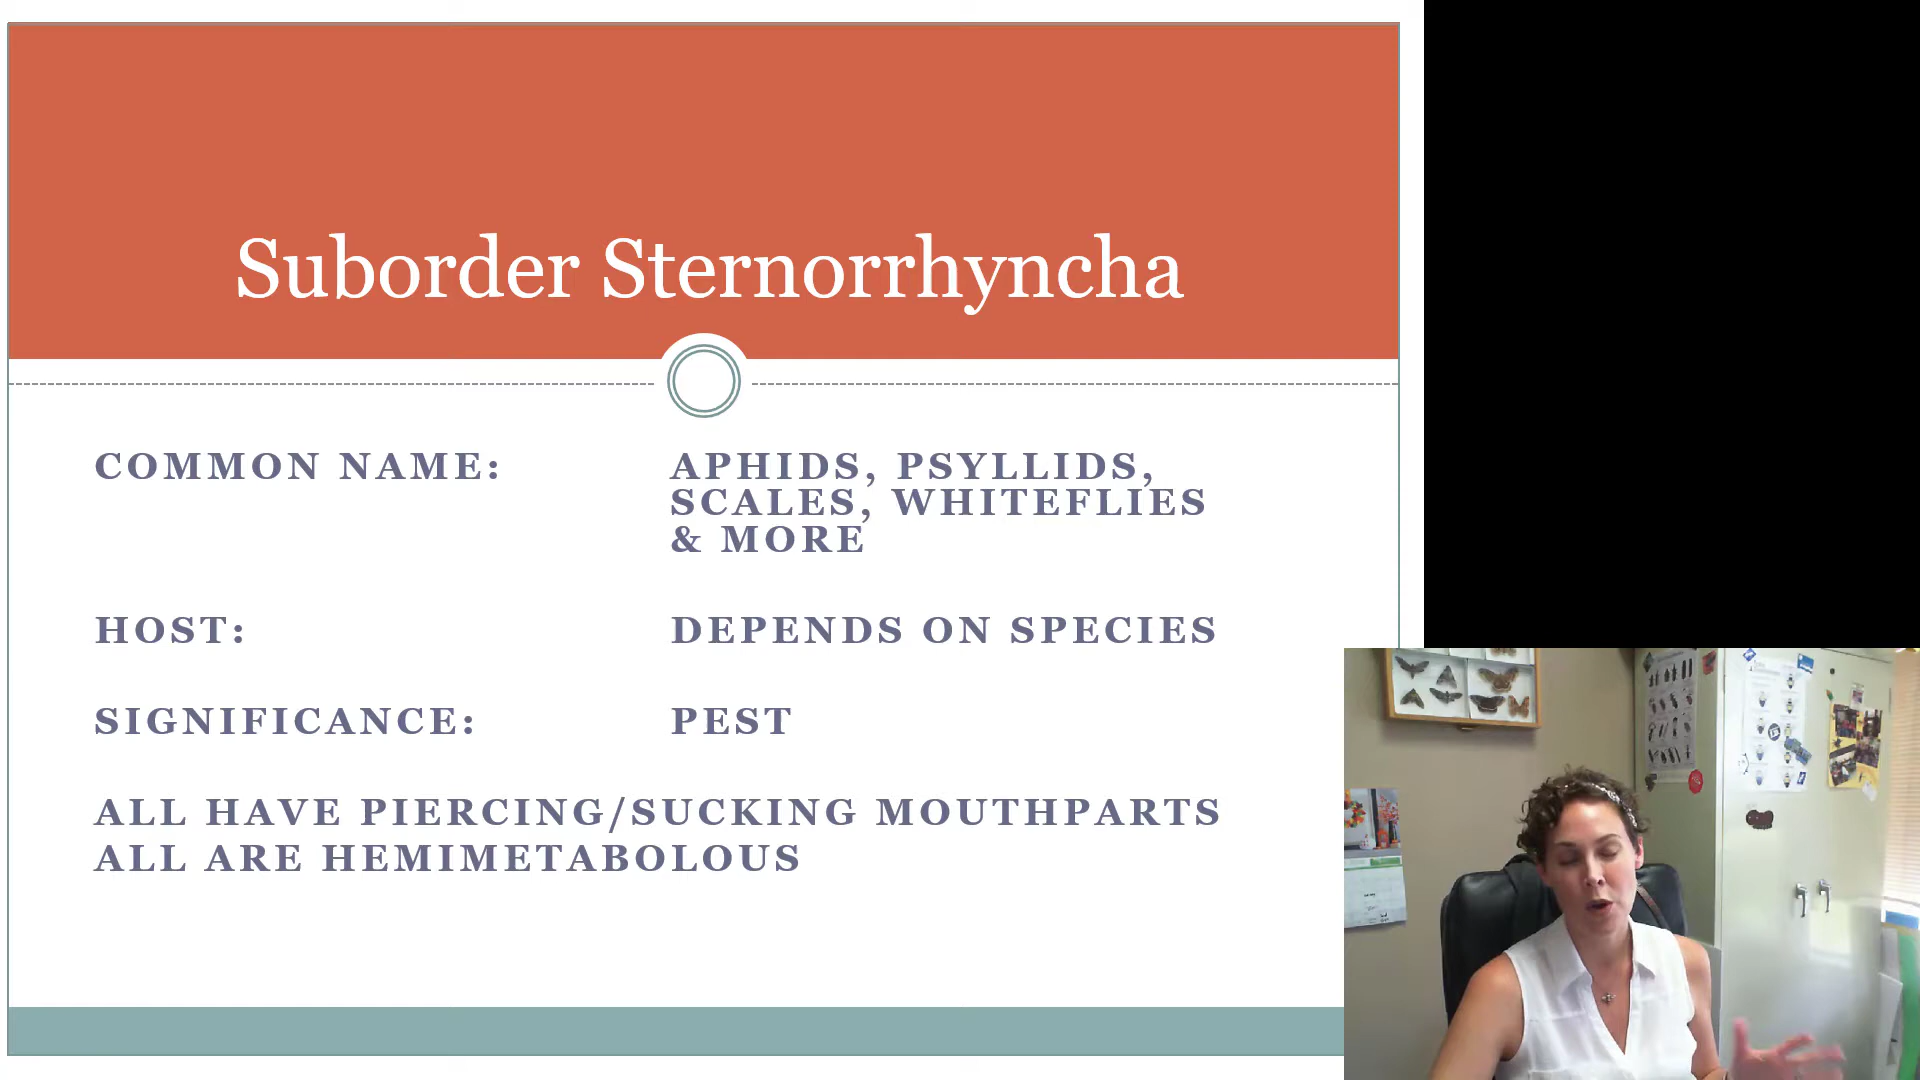 Suborder Sternorrhyncha
COMMON NAME: APHIDS, PSYLLIDS,
SCALES, WHITEFLIES
& MORE
HOST: DEPENDS ON SPECIES
SIGNIFICANCE: PEST
ALL HAVE PIERCING/SUCKING MOUTHPARTS
ALL ARE HEMIMETABOLOUS